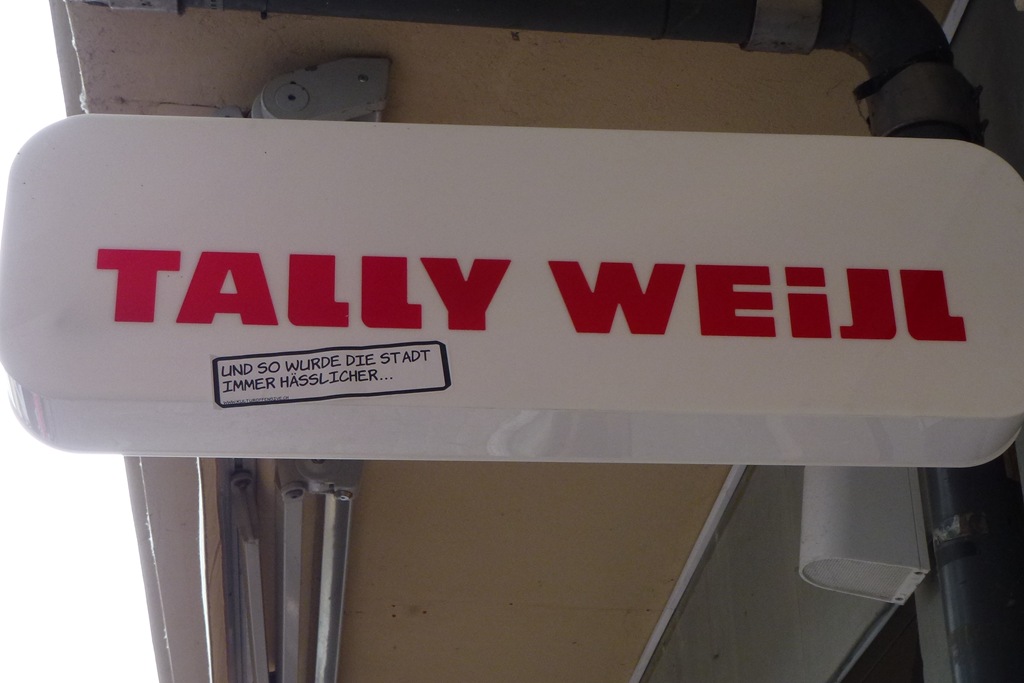 TALLY WEiJL
UND SO WURDE DIE STADT
IMMER HÄSSLICHER...